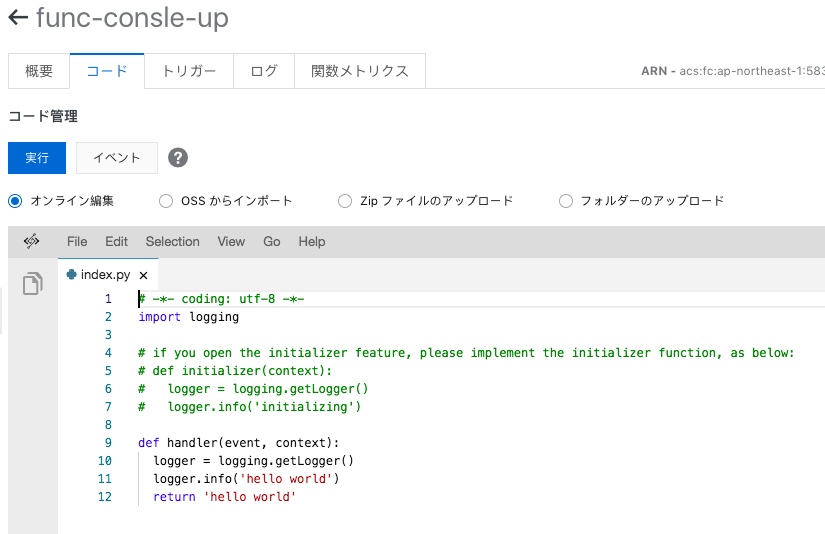 func-consle-up
概要 コード トリガー ログ 関数メトリクス ARN - acs:fc:ap-northeast-1:583
コード管理
実行 イベント ?
オンライン編集 OSS からインポート Zip ファイルのアップロード フォルダーのアップロード
File Edit Selection View Go Help
index.py ×
1 # -*- coding: utf-8 -*-
2 import logging
3
4 # if you open the initializer feature, please implement the initializer function, as below:
5 # def initializer(context):
6 #   logger = logging.getLogger()
7 #   logger.info('initializing')
8
9 def handler(event, context):
10   logger = logging.getLogger()
11   logger.info('hello world')
12   return 'hello world'